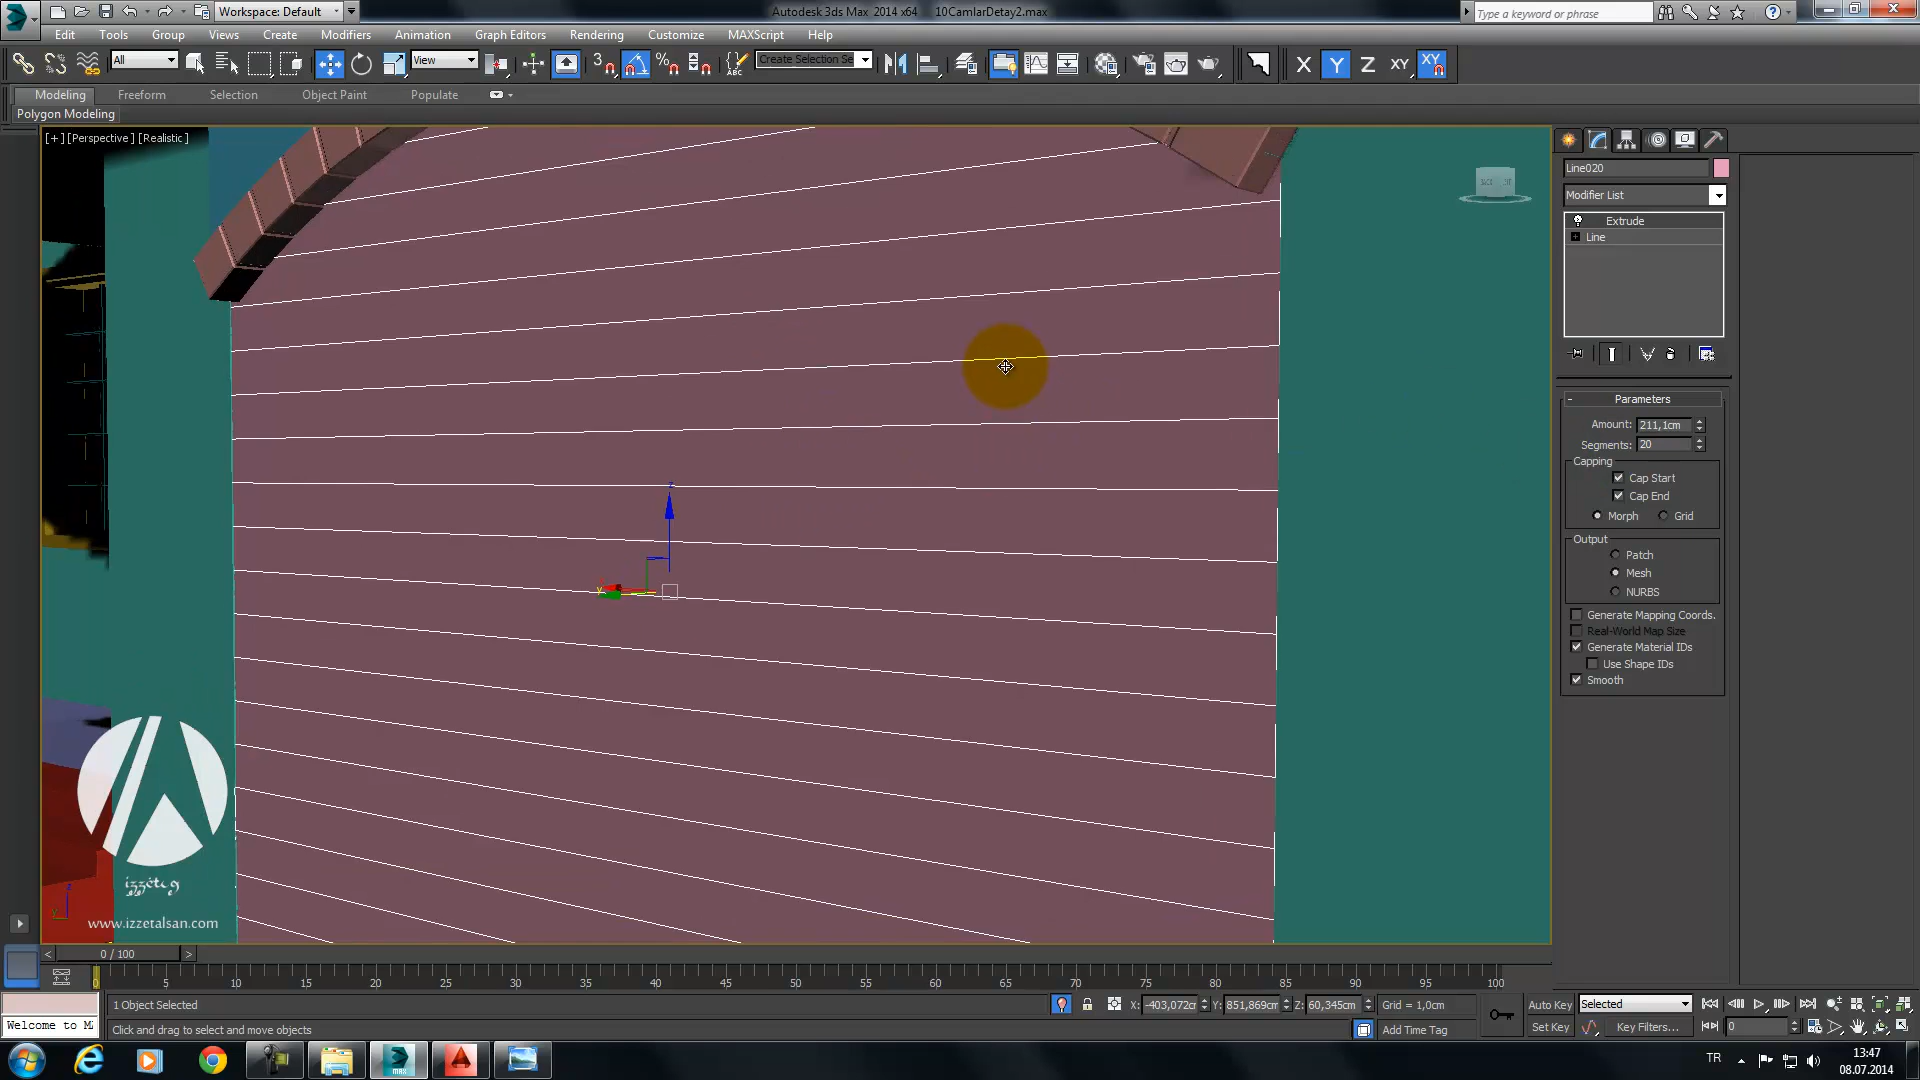 Workspace: Default
Autodesk 3ds Max 2014 x64 10CamlarDetay2.max
Type a keyword or phrase
Edit Tools Group Views Create Modifiers Animation Graph Editors Rendering Customize MAXScript Help
All
View
3
Create Selection Se
X Y Z XY XY
Modeling Freeform Selection Object Paint Populate
Polygon Modeling
[+][Perspective][Realistic]
Line020
Modifier List
Extrude
Line
Parameters
Amount: 211,1cm
Segments: 20
Capping
Cap Start
Cap End
Morph Grid
Output
Patch
Mesh
NURBS
Generate Mapping Coords.
Real-World Map Size
Generate Material IDs
Use Shape IDs
Smooth
www.izzetalsan.com
0 / 100
0 5 10 15 20 25 30 35 40 45 50 55 60 65 70 75 80 85 90 95 100
1 Object Selected
X: -403,072cm Y: 851,869cm Z: 60,345cm Grid = 1,0cm
Auto Key Selected
Welcome to M
Click and drag to select and move objects
Add Time Tag
Set Key Key Filters... 0
TR
13:47
08.07.2014